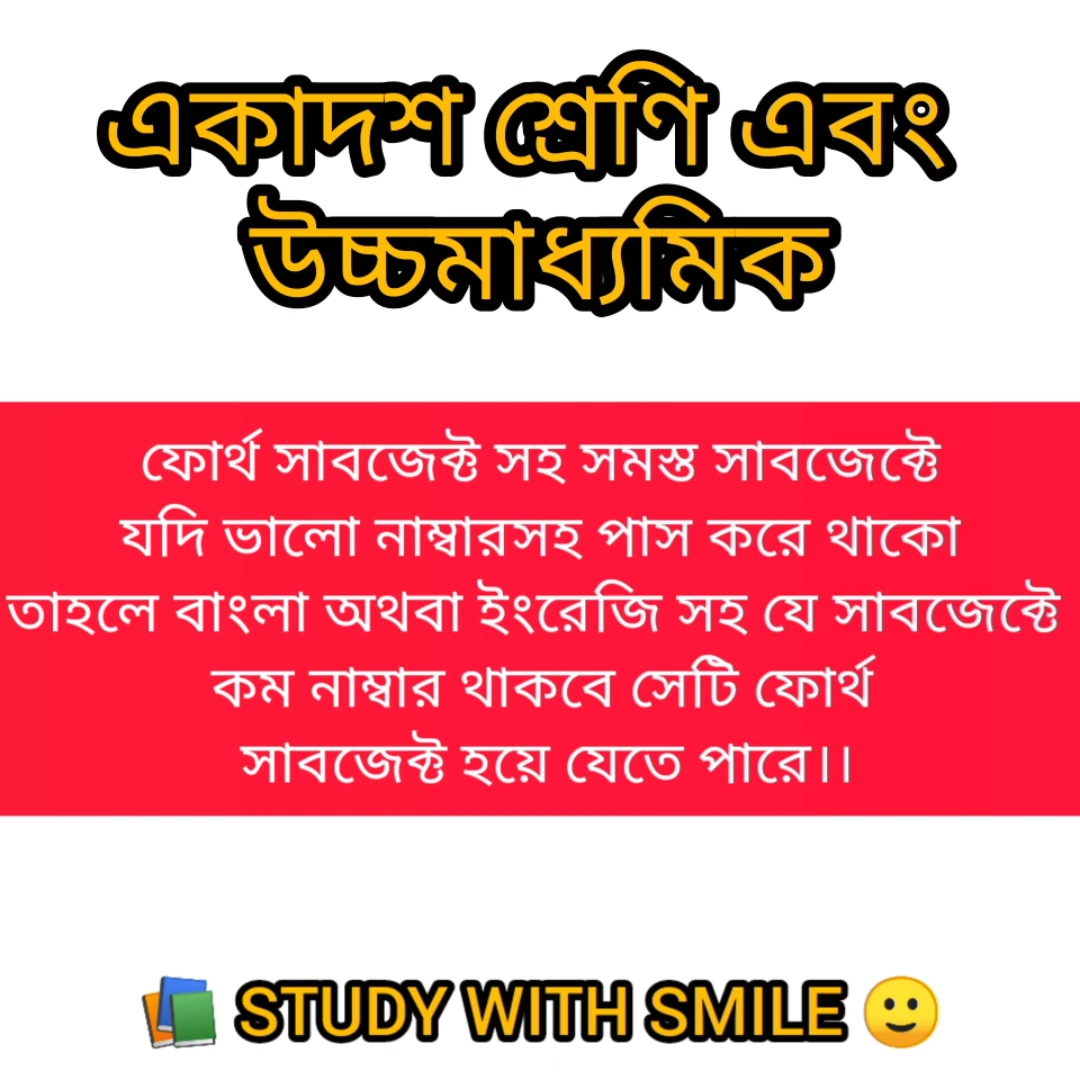 একাদশ শ্রেণি এবং
উচ্চমাধ্যমিক
ফোর্থ সাবজেক্ট সহ সমস্ত সাবজেক্টে
যদি ভালো নাম্বারসহ পাস করে থাকো
তাহলে বাংলা অথবা ইংরেজি সহ যে সাবজেক্টে
কম নাম্বার থাকবে সেটি ফোর্থ
সাবজেক্ট হয়ে যেতে পারে।।
📚 STUDY WITH SMILE 🙂